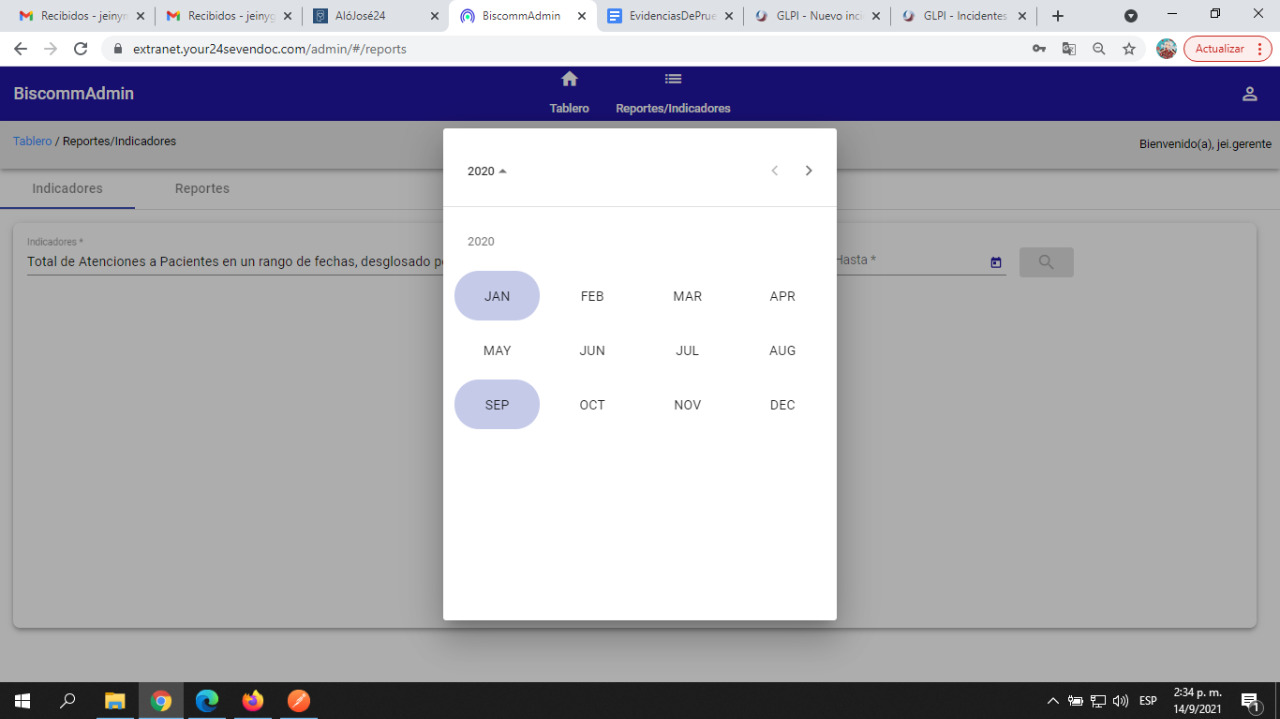 Recibidos - jeiny
Recibidos - jeinyg
AlóJosé24
BiscommAdmin
EvidenciasDePrue
GLPI - Nuevo inci
GLPI - Incidentes
extranet.your24sevendoc.com/admin/#/reports
Actualizar
BiscommAdmin
Tablero
Reportes/Indicadores
Tablero / Reportes/Indicadores
Bienvenido(a), jei.gerente
2020
Indicadores
Reportes
2020
Indicadores *
Total de Atenciones a Pacientes en un rango de fechas, desglosado
Hasta *
JAN FEB MAR APR
MAY JUN JUL AUG
SEP OCT NOV DEC
ESP
2:34 p. m.
14/9/2021
1